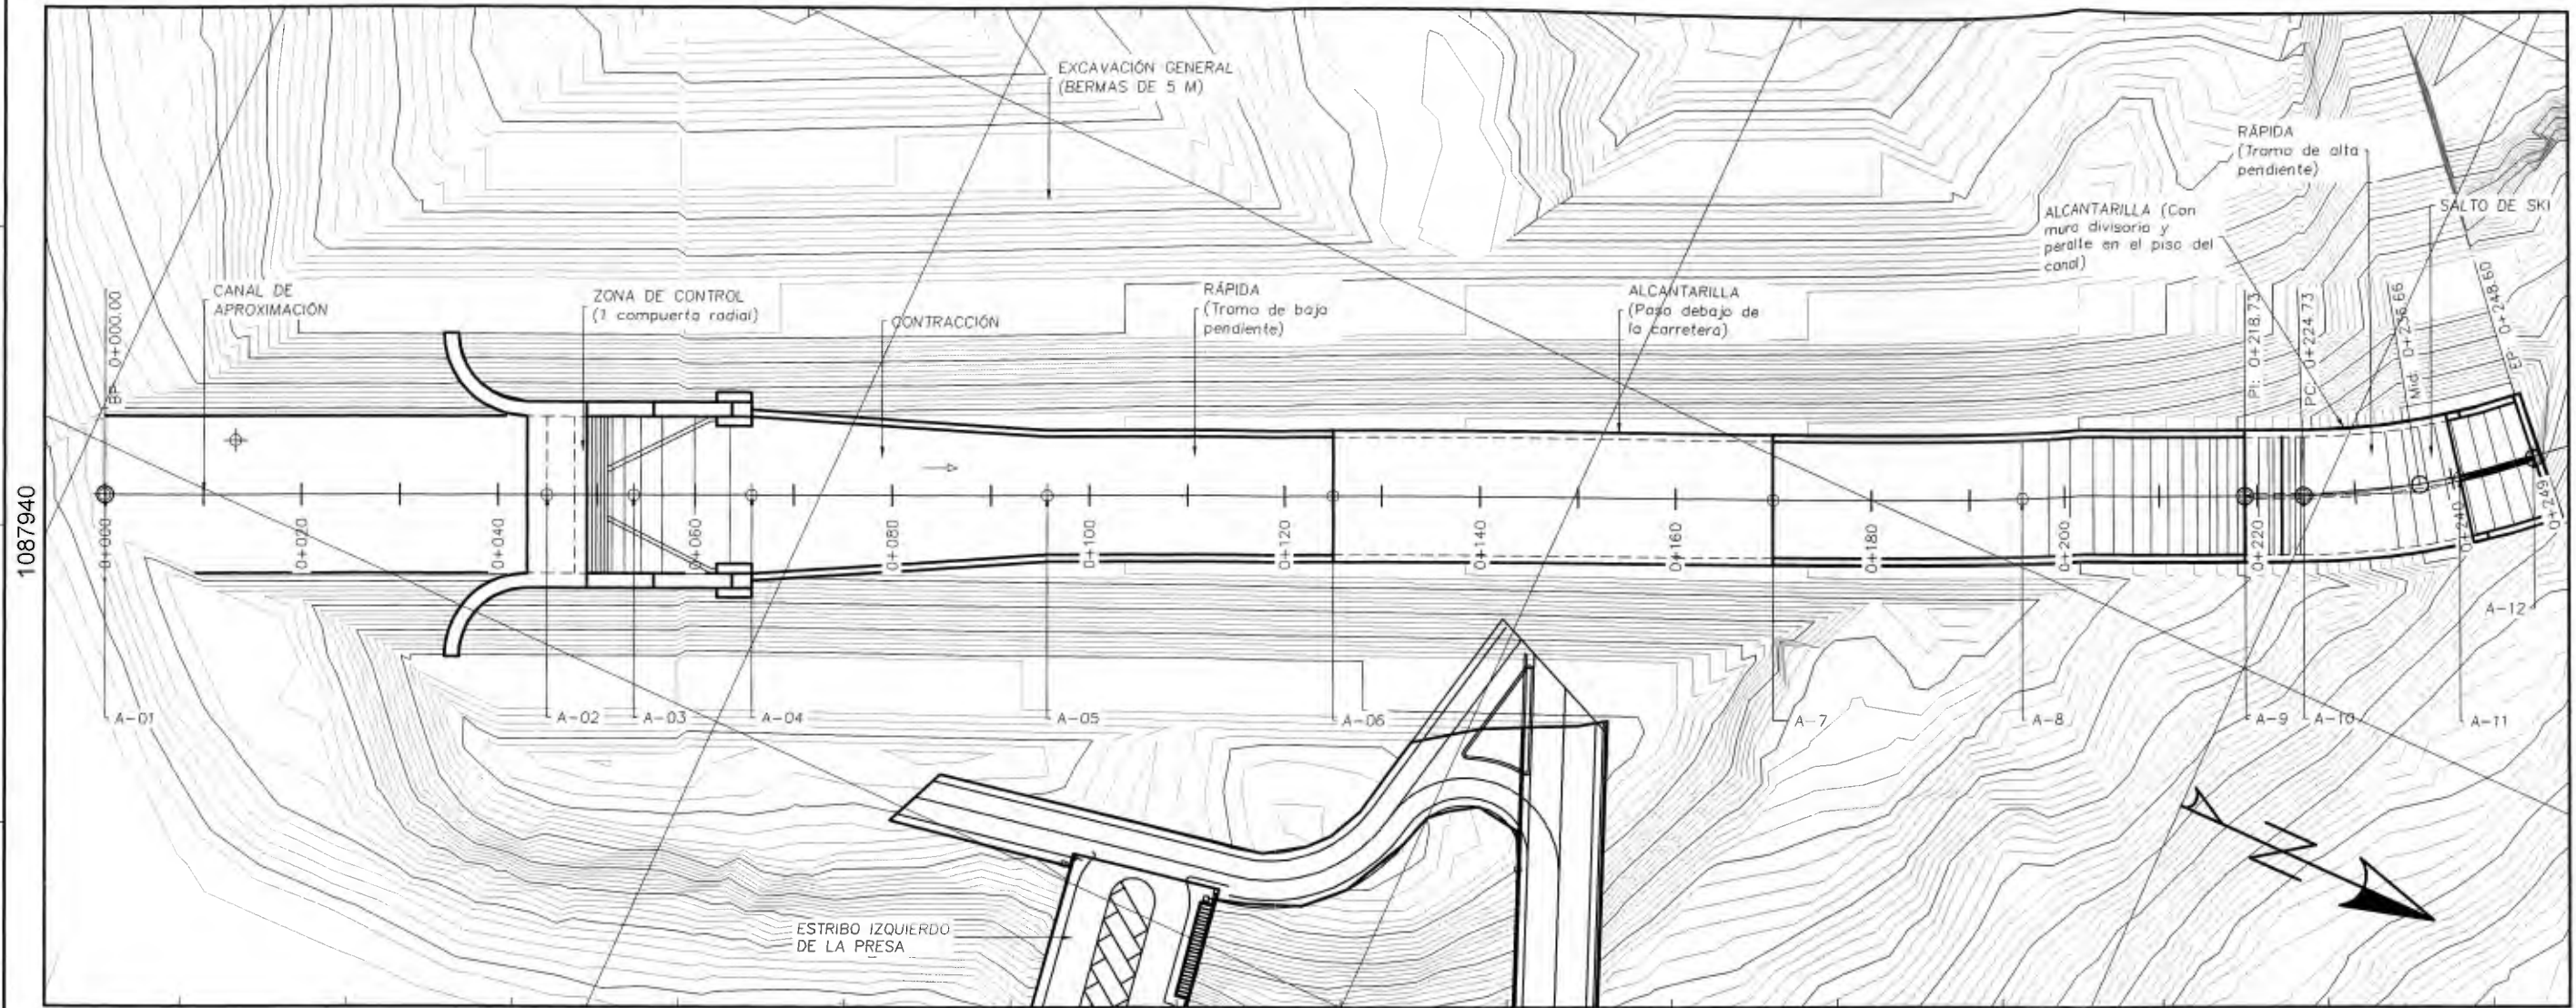 EXCAVACIÓN GENERAL
(BERMAS DE 5 M)
RÁPIDA
(Tramo de alta
pendiente)
SALTO DE SKI
ALCANTARILLA (Con
muro divisorio y
peralte en el piso del
canal)
CANAL DE
APROXIMACIÓN
ZONA DE CONTROL
(1 compuerta radial)
CONTRACCIÓN
RÁPIDA
(Tramo de baja
pendiente)
ALCANTARILLA
(Paso debajo de
la carretera)
BP: 0+000.00
PI: 0+218.73
PC: 0+224.73
Mid: 0+236.66
EP: 0+248.60
1087940
0+000
0+020
0+040
0+060
0+080
0+100
0+120
0+140
0+160
0+180
0+200
0+220
0+240
0+249
A-01
A-02
A-03
A-04
A-05
A-06
A-7
A-8
A-9
A-10
A-11
A-12
ESTRIBO IZQUIERDO
DE LA PRESA
N